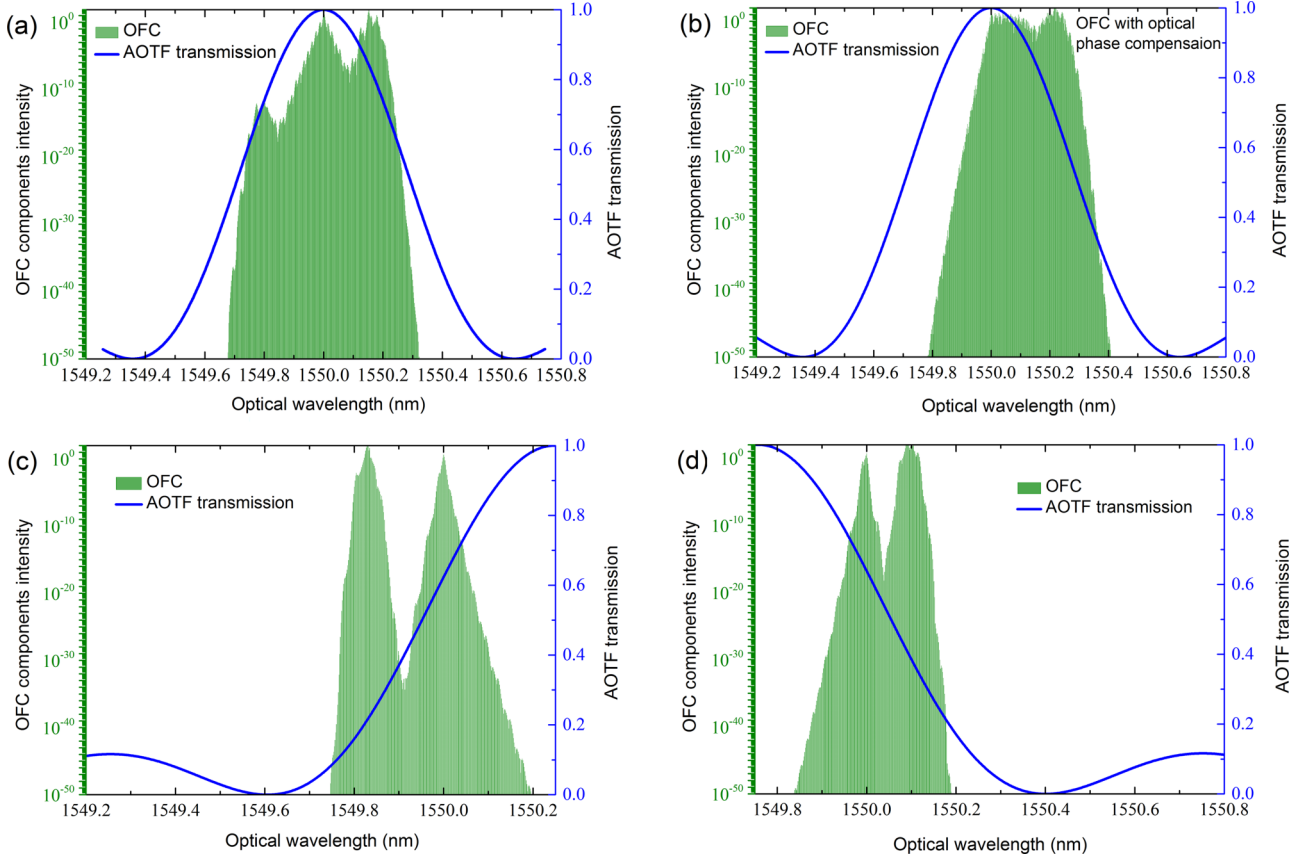 (a)
OFC
AOTF transmission
OFC components intensity
10^0
10^-10
10^-20
10^-30
10^-40
10^-50
1.0
0.8
0.6
0.4
0.2
0.0
AOTF transmission
1549.2 1549.4 1549.6 1549.8 1550.0 1550.2 1550.4 1550.6 1550.8
Optical wavelength (nm)
(b)
OFC
AOTF transmission
OFC with optical
phase compensaion
OFC components intensity
10^0
10^-10
10^-20
10^-30
10^-40
10^-50
1.0
0.8
0.6
0.4
0.2
0.0
AOTF transmission
1549.2 1549.4 1549.6 1549.8 1550.0 1550.2 1550.4 1550.6 1550.8
Optical wavelength (nm)
(c)
OFC
AOTF transmission
OFC components intensity
10^0
10^-10
10^-20
10^-30
10^-40
10^-50
1.0
0.8
0.6
0.4
0.2
0.0
AOTF transmission
1549.2 1549.4 1549.6 1549.8 1550.0 1550.2
Optical wavelength (nm)
(d)
OFC
AOTF transmission
OFC components intensity
10^0
10^-10
10^-20
10^-30
10^-40
10^-50
1.0
0.8
0.6
0.4
0.2
0.0
AOTF transmission
1549.8 1550.0 1550.2 1550.4 1550.6 1550.8
Optical wavelength (nm)